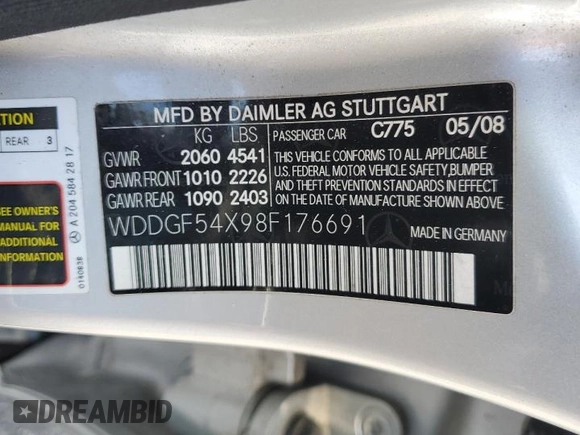 MFD BY DAIMLER AG STUTTGART
KG LBS PASSENGER CAR C775 05/08
GVWR 2060 4541
GAWR FRONT 1010 2226
GAWR REAR 1090 2403
THIS VEHICLE CONFORMS TO ALL APPLICABLE
U.S. FEDERAL MOTOR VEHICLE SAFETY,BUMPER
AND THEFT PREVENTION STANDARDS IN EFFECT
ON THE DATE OF MANUFACTURE SHOWN ABOVE
WDDGF54X98F176691 MADE IN GERMANY
REAR 3
OWNER'S
MANUAL FOR
ADDITIONAL
INFORMATION
A 204 584 28 17
DREAMBID